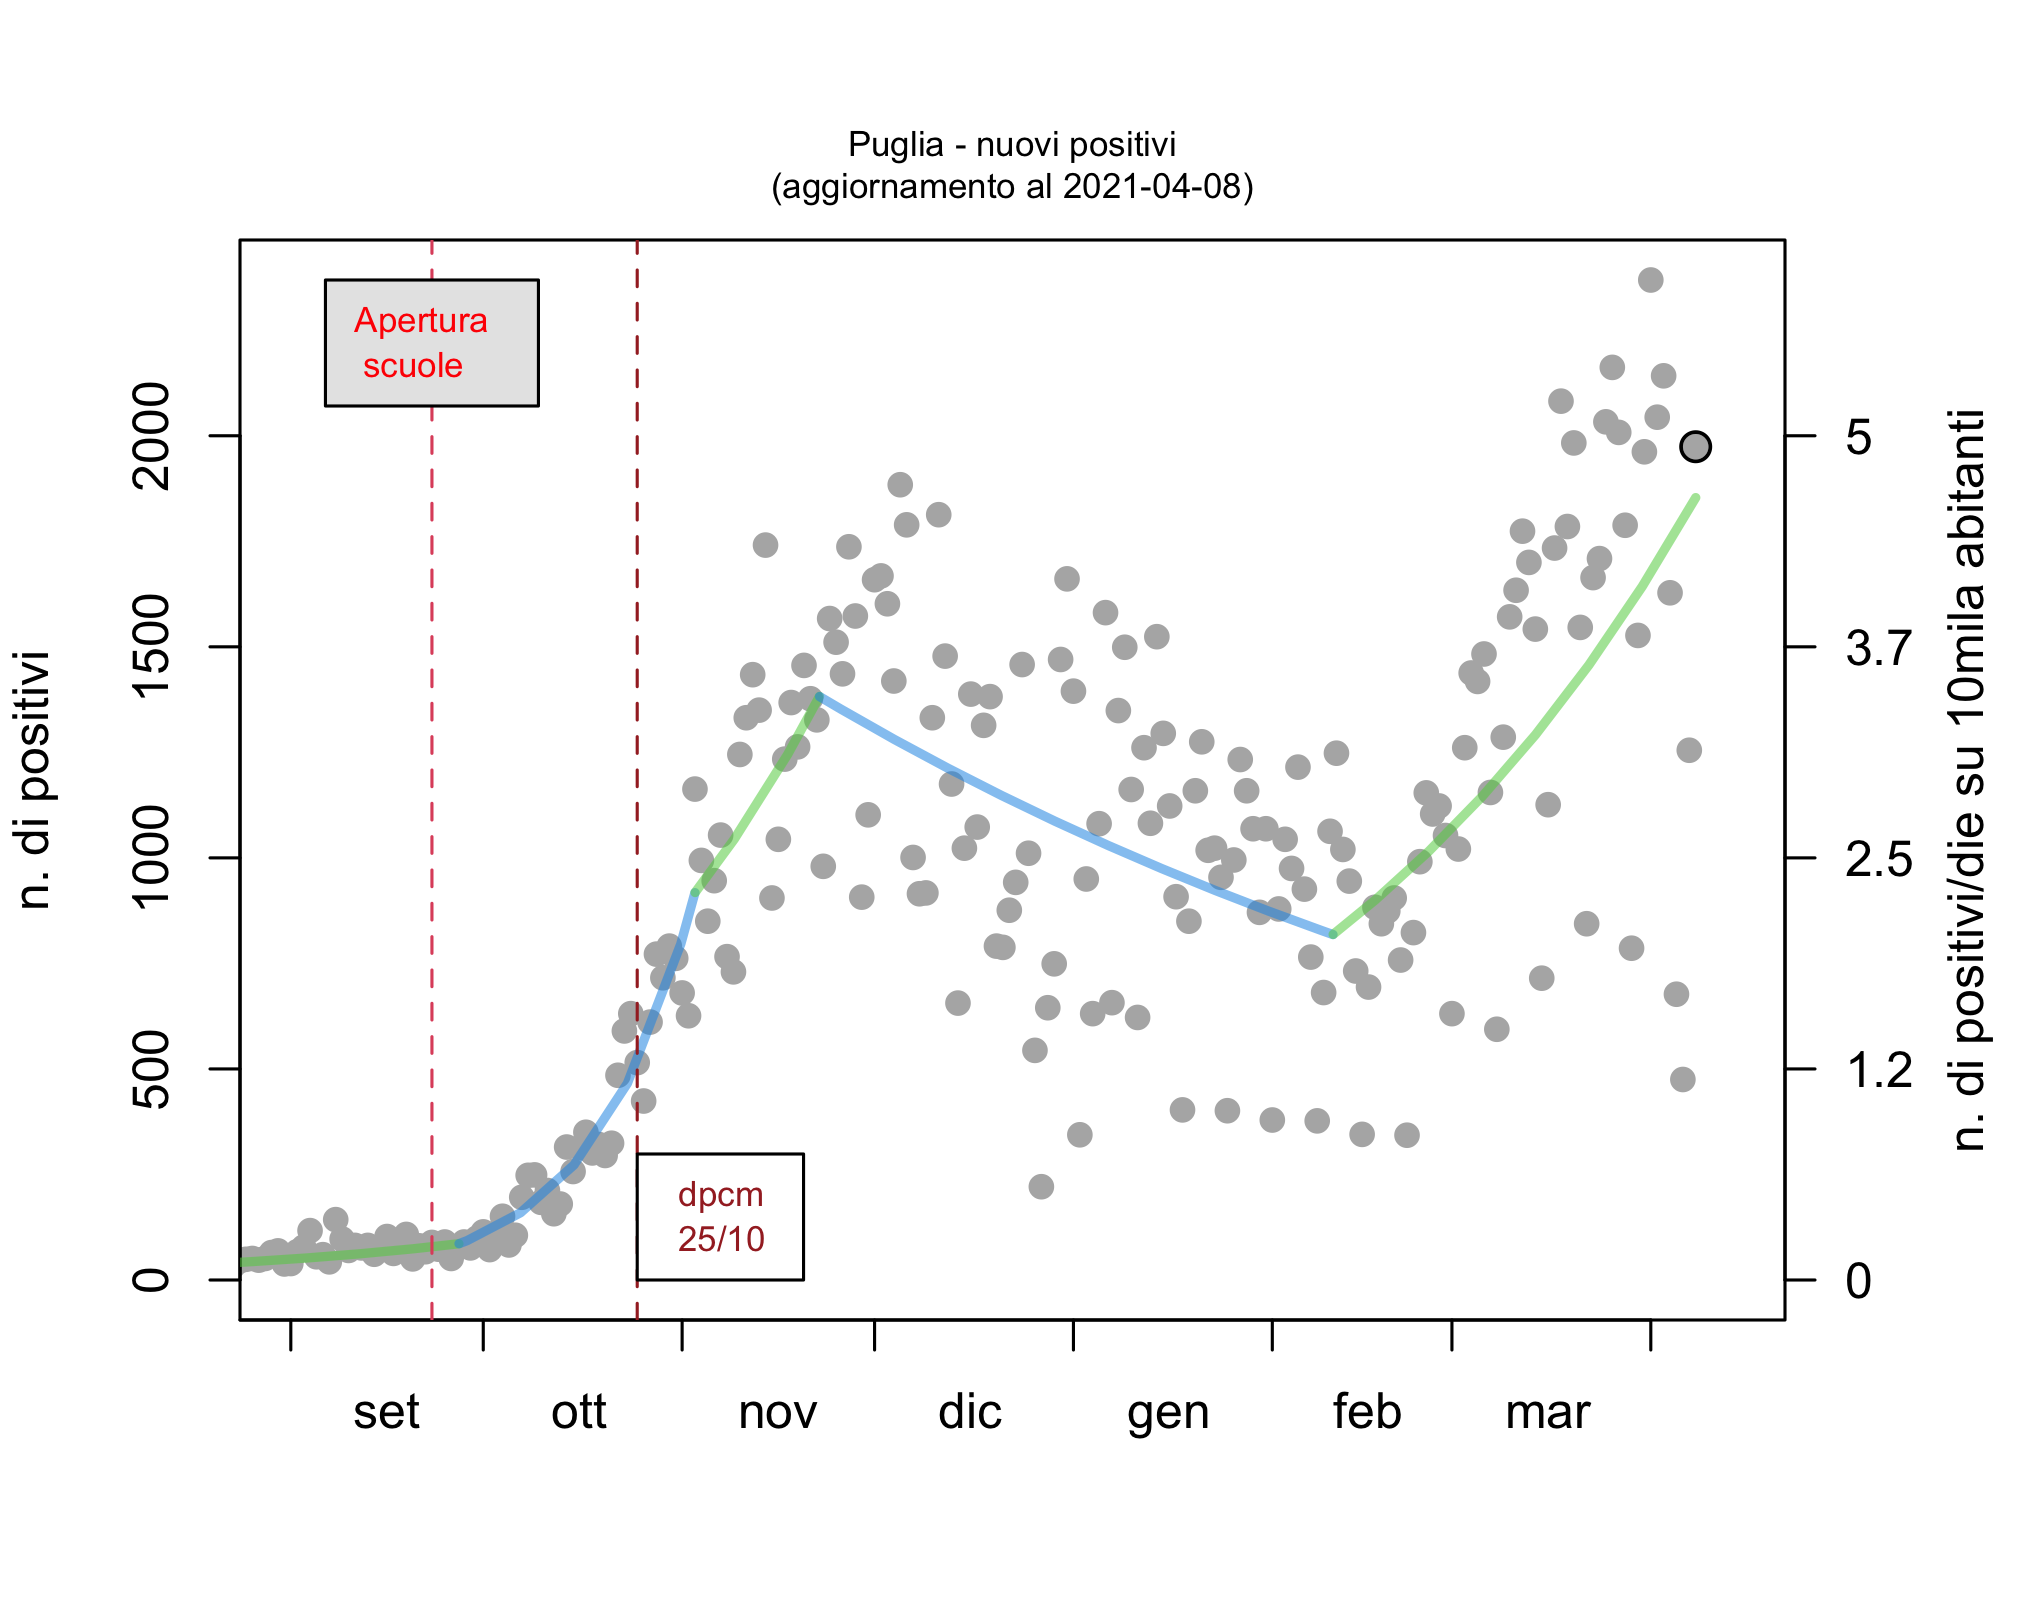 Puglia - nuovi positivi
(aggiornamento al 2021-04-08)
Apertura
scuole
dpcm
25/10
n. di positivi
0
500
1000
1500
2000
0
1.2
2.5
3.7
5
n. di positivi/die su 10mila abitanti
set
ott
nov
dic
gen
feb
mar